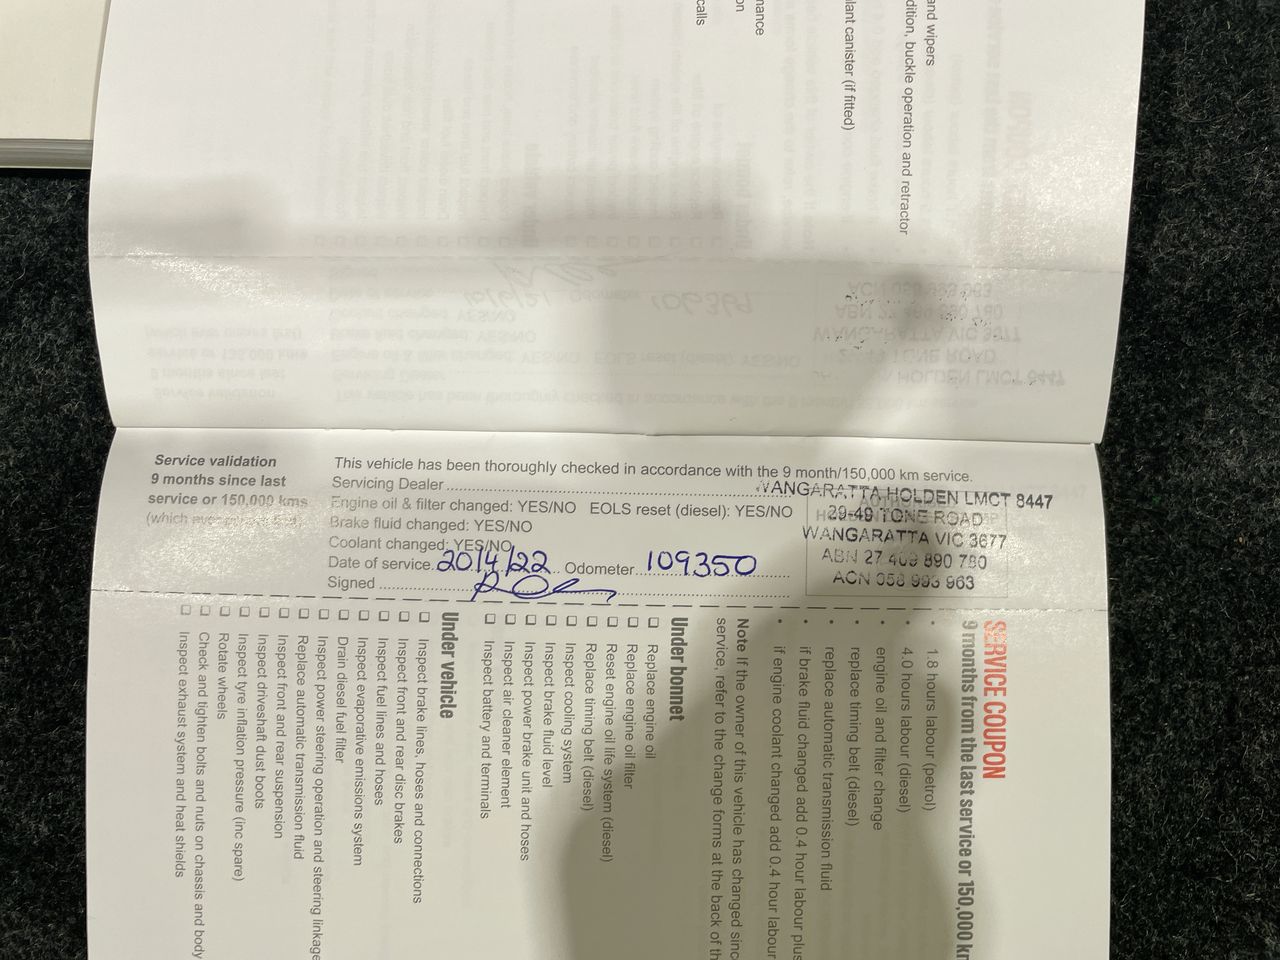 calls
on
nance
lant canister (if fitted)
dition, buckle operation and retractor
and wipers
Service validation
9 months since last
service or 150,000 kms
This vehicle has been thoroughly checked in accordance with the 9 month/150,000 km service.
Servicing Dealer
Engine oil & filter changed: YES/NO EOLS reset (diesel): YES/NO
Brake fluid changed: YES/NO
Coolant changed: YES/NO
Date of service 20/4/22 Odometer 109350
Signed
WANGARATTA HOLDEN LMCT 8447
29-49 TONE ROAD
WANGARATTA VIC 3677
ABN 27 409 890 780
ACN 058 993 963
SERVICE COUPON
9 months from the last service or 150,000 km
• 1.8 hours labour (petrol)
• 4.0 hours labour (diesel)
• engine oil and filter change
• replace timing belt (diesel)
• replace automatic transmission fluid
• if brake fluid changed add 0.4 hour labour plus
• if engine coolant changed add 0.4 hour labour
Note If the owner of this vehicle has changed sinc
service, refer to the change forms at the back of th
Under bonnet
Replace engine oil
Replace engine oil filter
Reset engine oil life system (diesel)
Replace timing belt (diesel)
Inspect cooling system
Inspect brake fluid level
Inspect power brake unit and hoses
Inspect air cleaner element
Inspect battery and terminals
Under vehicle
Inspect brake lines, hoses and connections
Inspect front and rear disc brakes
Inspect fuel lines and hoses
Inspect evaporative emissions system
Drain diesel fuel filter
Inspect power steering operation and steering linkage
Replace automatic transmission fluid
Inspect front and rear suspension
Inspect driveshaft dust boots
Inspect tyre inflation pressure (inc spare)
Rotate wheels
Check and tighten bolts and nuts on chassis and body
Inspect exhaust system and heat shields